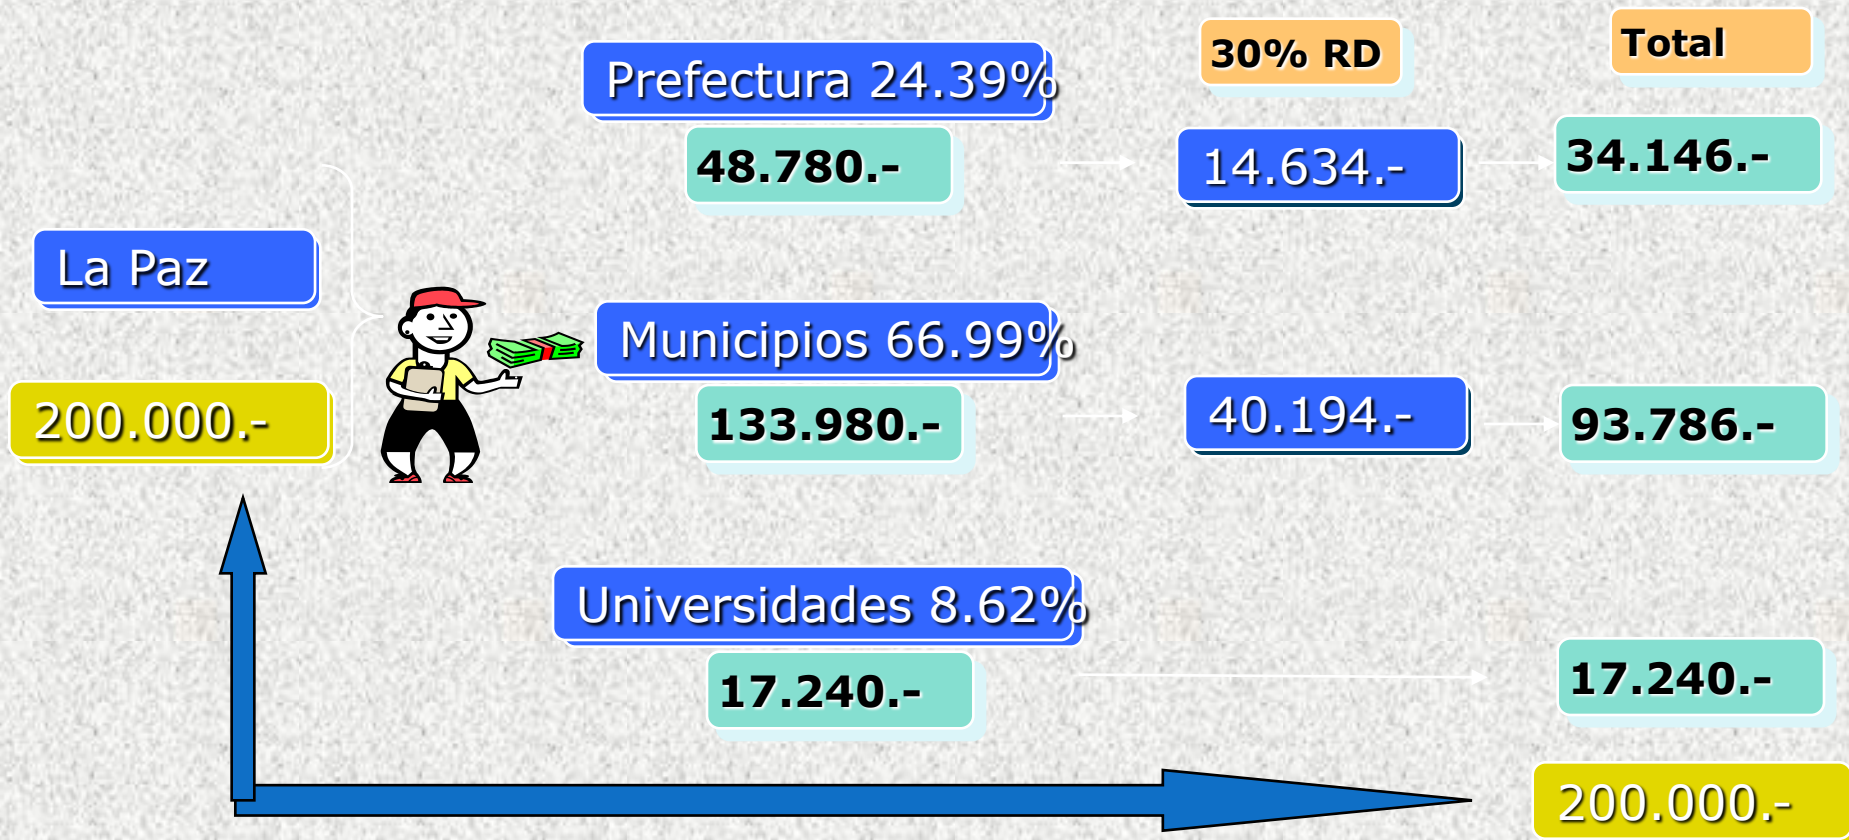 30% RD
Total
Prefectura 24.39%
48.780.-
14.634.-
34.146.-
La Paz
200.000.-
Municipios 66.99%
133.980.-
40.194.-
93.786.-
Universidades 8.62%
17.240.-
17.240.-
200.000.-